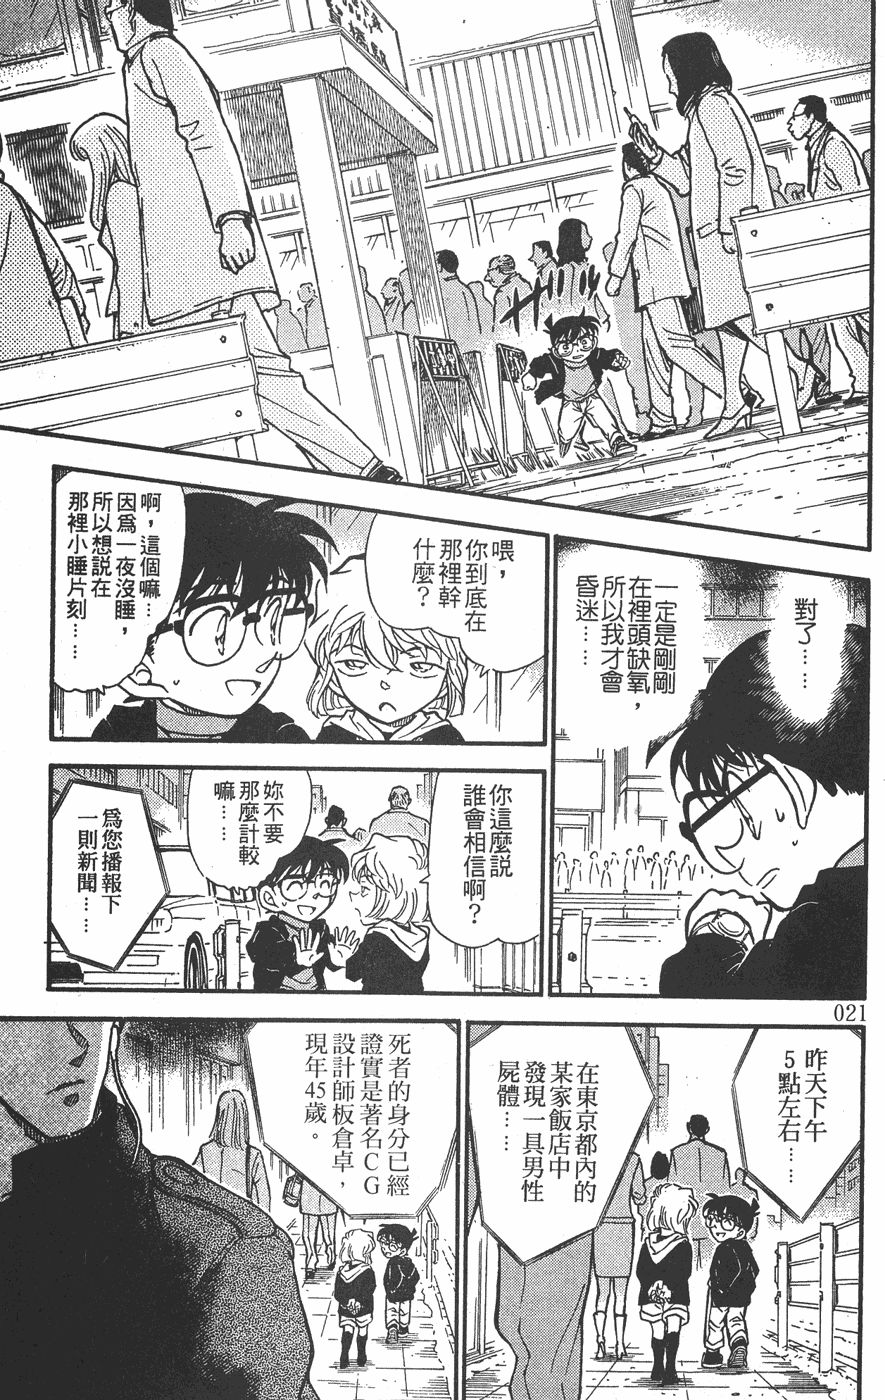 ガバッ
對了……
一定是剛剛
在裡頭缺氧，
所以我才會
昏迷……
喂，
你到底在
那裡幹
什麼？
啊，這個嘛…
因為一夜沒睡，
所以想說在
那裡小睡片刻……
你這麼說
誰會相信啊？
妳不要
那麼計較
嘛……
為您播報下
一則新聞……
021
昨天下午
5點左右……
在東京都內的
某家飯店中
發現一具男性
屍體……
死者的身分已經
證實是著名CG
設計師板倉卓，
現年45歲。